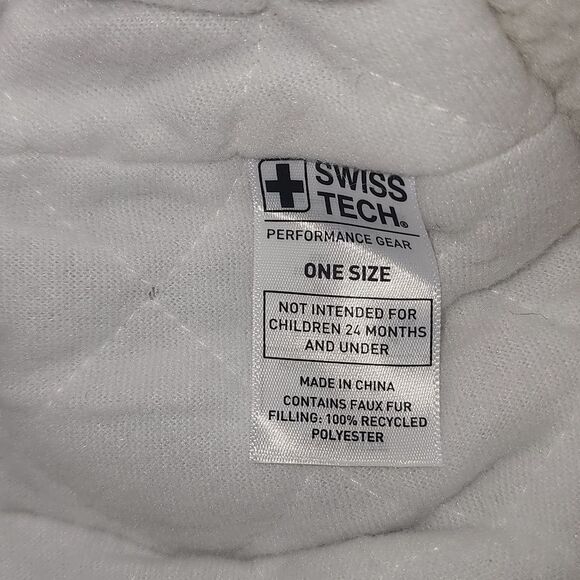 SWISS
TECH®
PERFORMANCE GEAR
ONE SIZE
NOT INTENDED FOR
CHILDREN 24 MONTHS
AND UNDER
MADE IN CHINA
CONTAINS FAUX FUR
FILLING: 100% RECYCLED
POLYESTER